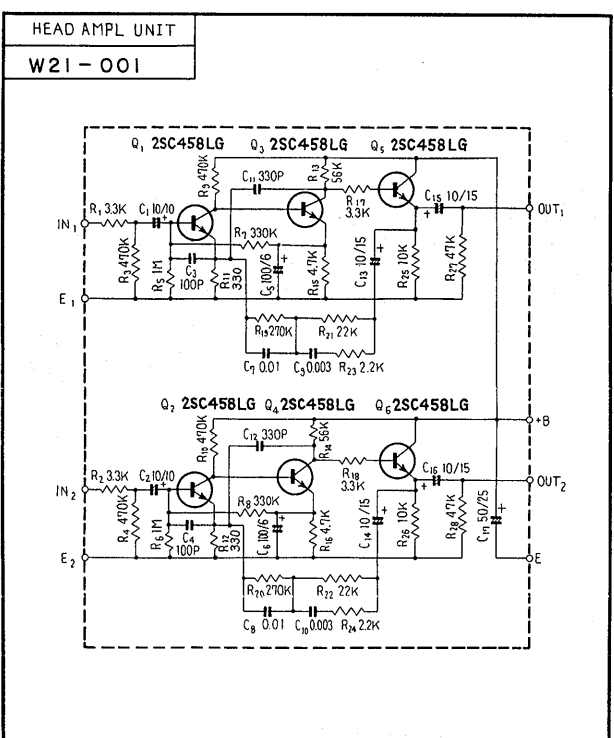 HEAD AMPL UNIT
W21-001
Q1 2SC458LG Q3 2SC458LG Q5 2SC458LG
R9 470K
C11 330P
R13 56K
R17 3.3K
C15 10/15
IN1
R1 3.3K
C1 10/10
OUT1
R3 470K
R5 1M
C3 100P
R7 330K
R11 330
C5 100/6
R15 4.7K
C13 10/15
R25 10K
R27 47K
E1
R19 270K
R21 22K
C7 0.01
C9 0.003
R23 2.2K
Q2 2SC458LG Q4 2SC458LG Q6 2SC458LG
+B
R10 470K
C12 330P
R14 56K
R18 3.3K
C16 10/15
IN2
R2 3.3K
C2 10/10
OUT2
R4 470K
R6 1M
C4 100P
R8 330K
R12 330
C6 100/6
R16 4.7K
C14 10/15
R26 10K
R28 47K
C17 50/25
E2
E
R20 270K
R22 22K
C8 0.01
C10 0.003
R24 2.2K